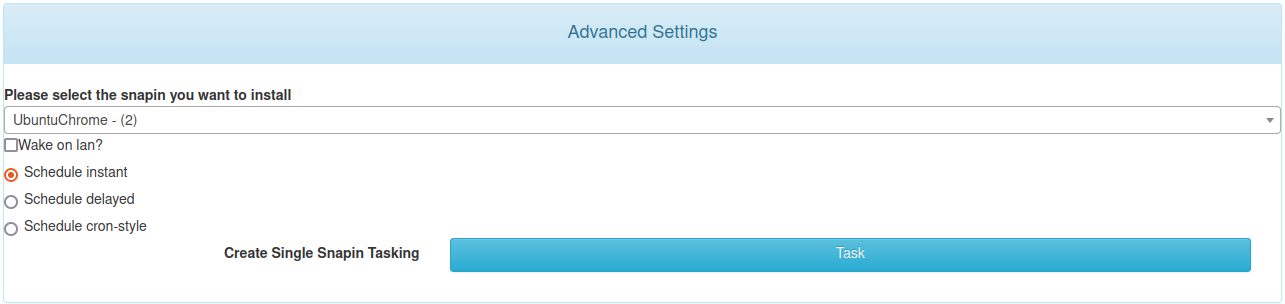 Advanced Settings
Please select the snapin you want to install
UbuntuChrome - (2)
Wake on lan?
Schedule instant
Schedule delayed
Schedule cron-style
Create Single Snapin Tasking Task